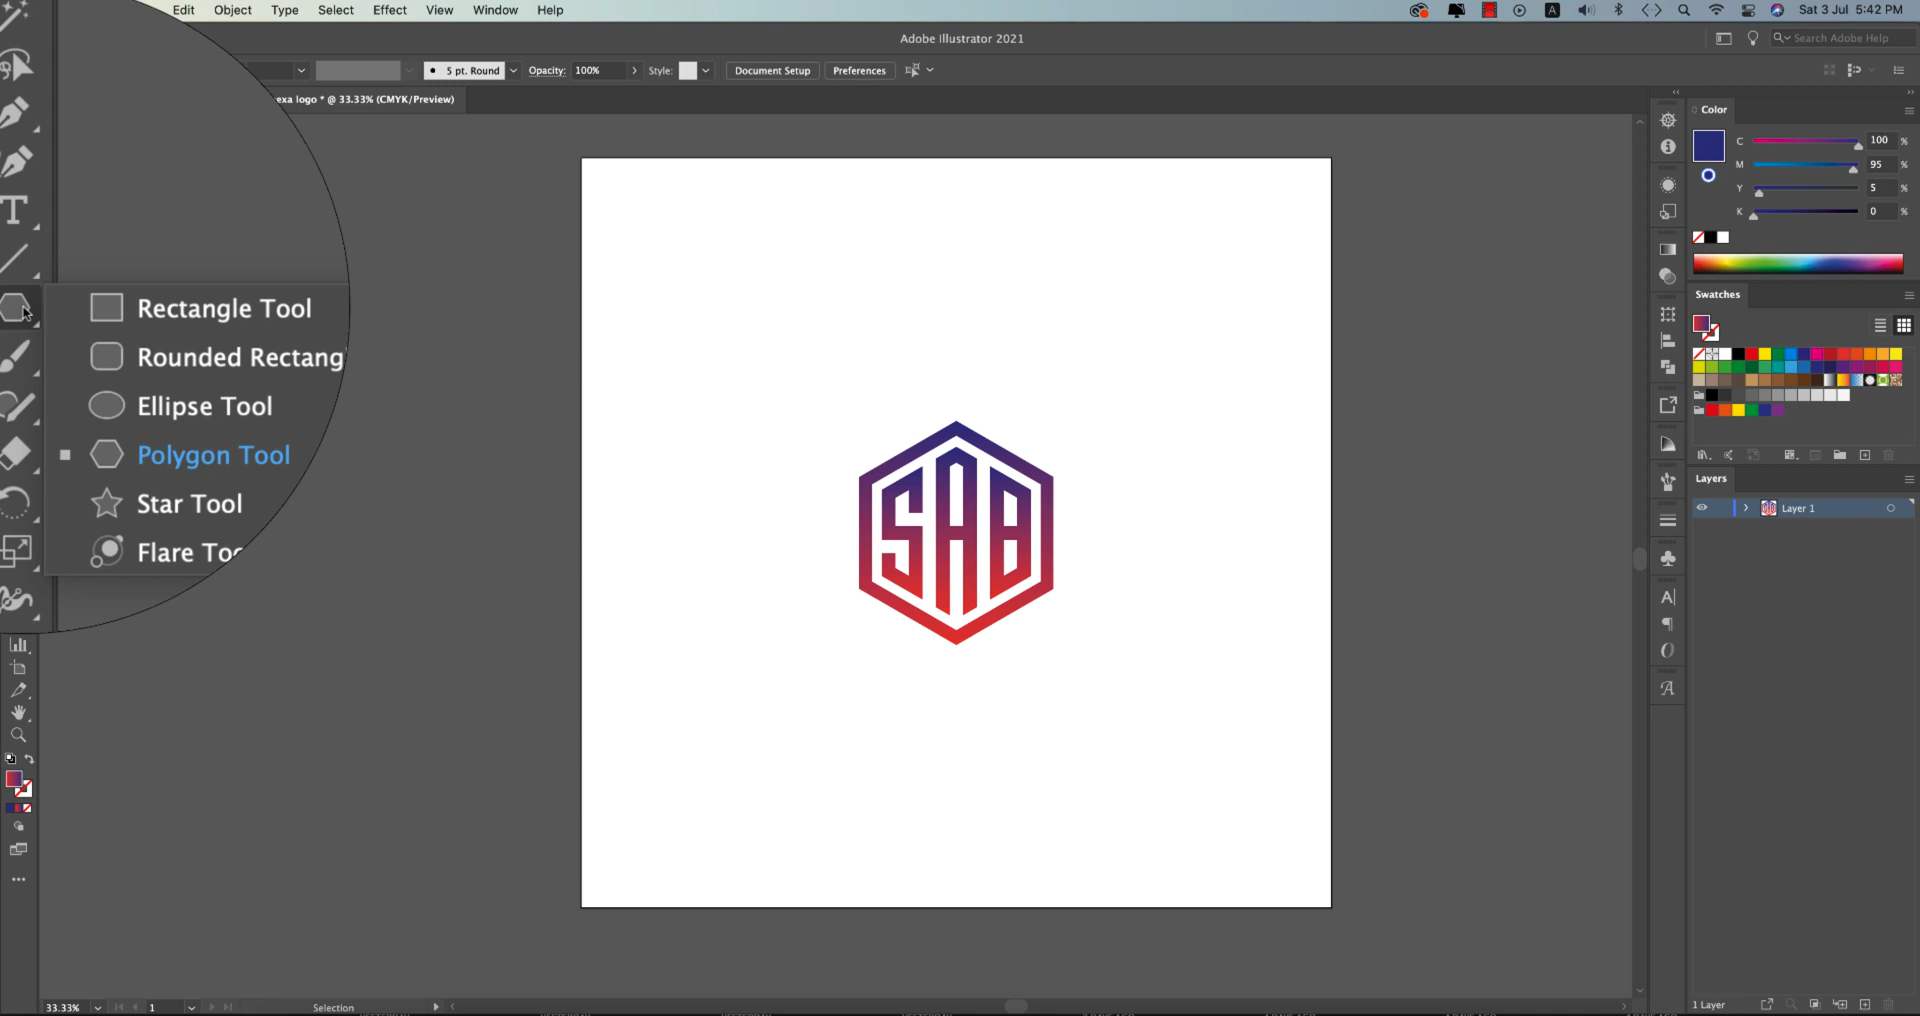 Edit Object Type Select Effect View Window Help
Sat 3 Jul 5:42 PM
Adobe Illustrator 2021
Search Adobe Help
5 pt. Round Opacity: 100% Style: Document Setup Preferences
exa logo * @ 33.33% (CMYK/Preview)
Color
C 100 %
M 95 %
Y 5 %
K 0 %
Swatches
Rectangle Tool
Rounded Rectang
Ellipse Tool
Polygon Tool
Star Tool
Flare Too
SAB
Layers
Layer 1
33.33% 1 Selection
1 Layer